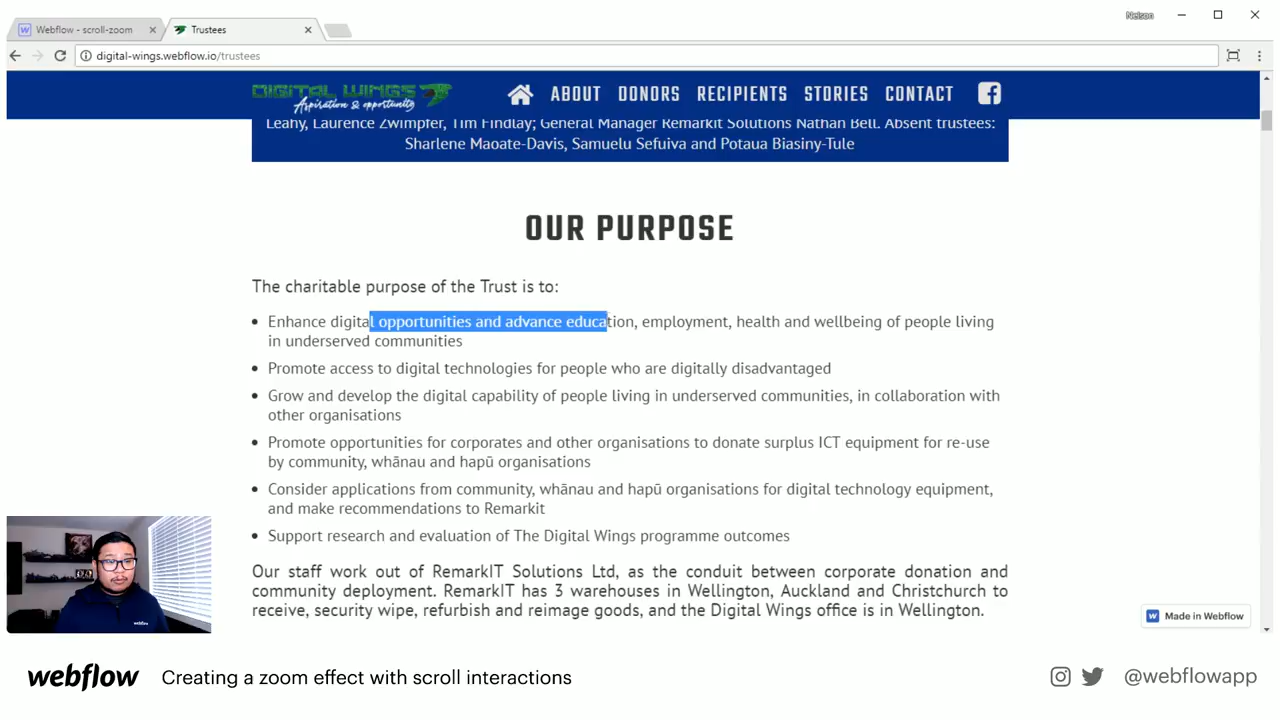 Nelson
Webflow - scroll-zoom
Trustees
digital-wings.webflow.io/trustees
DIGITAL WINGS
Aspiration & opportunity
ABOUT DONORS RECIPIENTS STORIES CONTACT
Leahy, Laurence Zwimpfer, Tim Findlay; General Manager Remarkit Solutions Nathan Bell. Absent trustees:
Sharlene Maoate-Davis, Samuelu Sefuiva and Potaua Biasiny-Tule
OUR PURPOSE
The charitable purpose of the Trust is to:
• Enhance digital opportunities and advance education, employment, health and wellbeing of people living
in underserved communities
• Promote access to digital technologies for people who are digitally disadvantaged
• Grow and develop the digital capability of people living in underserved communities, in collaboration with
other organisations
• Promote opportunities for corporates and other organisations to donate surplus ICT equipment for re-use
by community, whānau and hapū organisations
• Consider applications from community, whānau and hapū organisations for digital technology equipment,
and make recommendations to Remarkit
• Support research and evaluation of The Digital Wings programme outcomes
Our staff work out of RemarkIT Solutions Ltd, as the conduit between corporate donation and
community deployment. RemarkIT has 3 warehouses in Wellington, Auckland and Christchurch to
receive, security wipe, refurbish and reimage goods, and the Digital Wings office is in Wellington.
Made in Webflow
webflow
webflow Creating a zoom effect with scroll interactions
@webflowapp